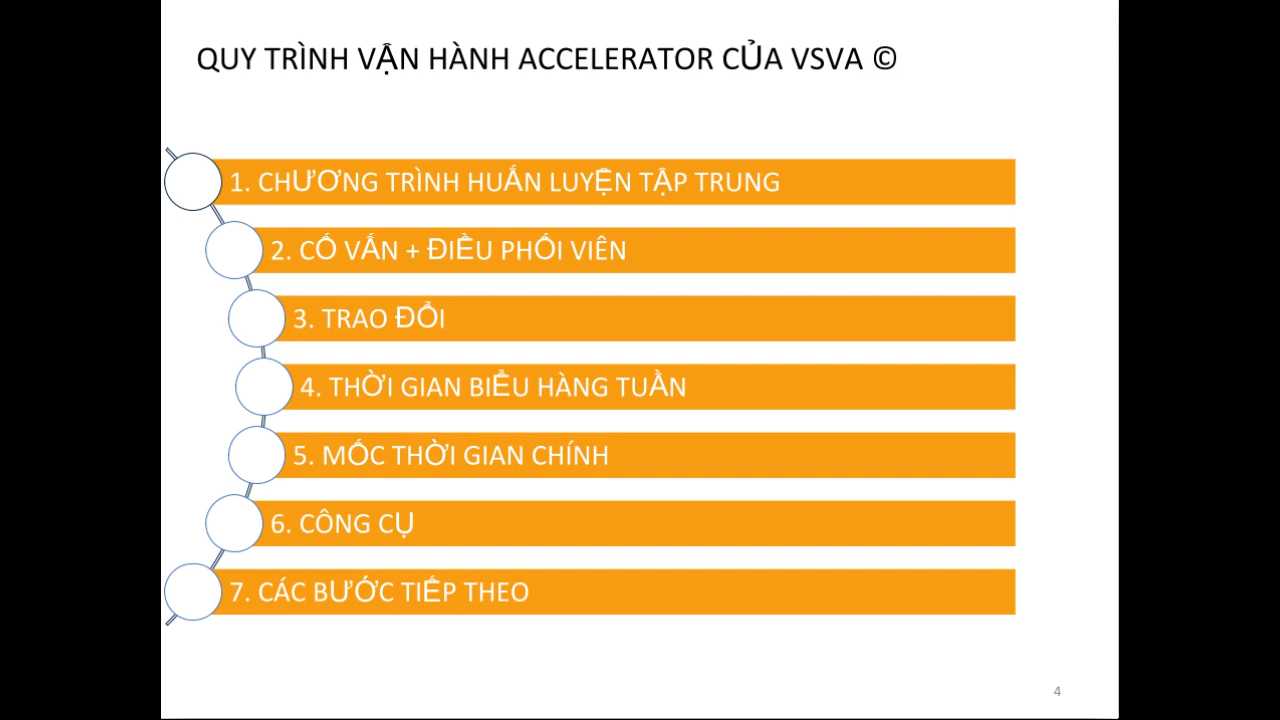 QUY TRÌNH VẬN HÀNH ACCELERATOR CỦA VSVA ©
1. CHƯƠNG TRÌNH HUẤN LUYỆN TẬP TRUNG
2. CỐ VẤN + ĐIỀU PHỐI VIÊN
3. TRAO ĐỔI
4. THỜI GIAN BIỂU HÀNG TUẦN
5. MỐC THỜI GIAN CHÍNH
6. CÔNG CỤ
7. CÁC BƯỚC TIẾP THEO
4